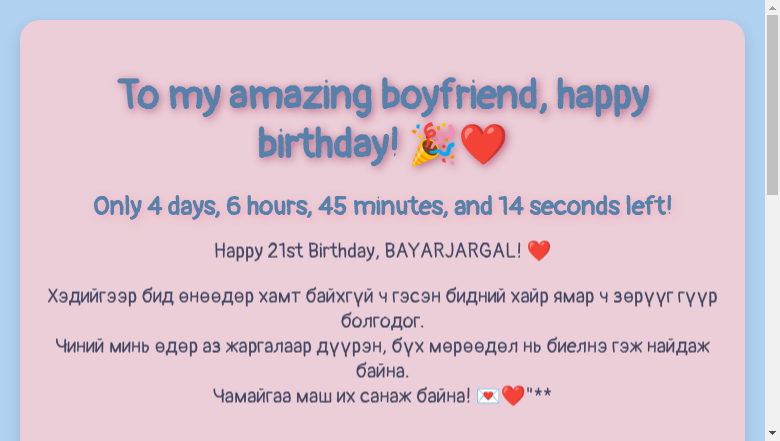 To my amazing boyfriend, happy
birthday! 🎉❤️
Only 4 days, 6 hours, 45 minutes, and 14 seconds left!
Happy 21st Birthday, BAYARJARGAL! ❤️
Хэдийгээр бид өнөөдөр хамт байхгүй ч гэсэн бидний хайр ямар ч зөрүүг гүүр
болгодог.
Чиний минь өдөр аз жаргалаар дүүрэн, бүх мөрөөдөл нь биелнэ гэж найдаж
байна.
Чамайгаа маш их санаж байна! 💌❤️"**